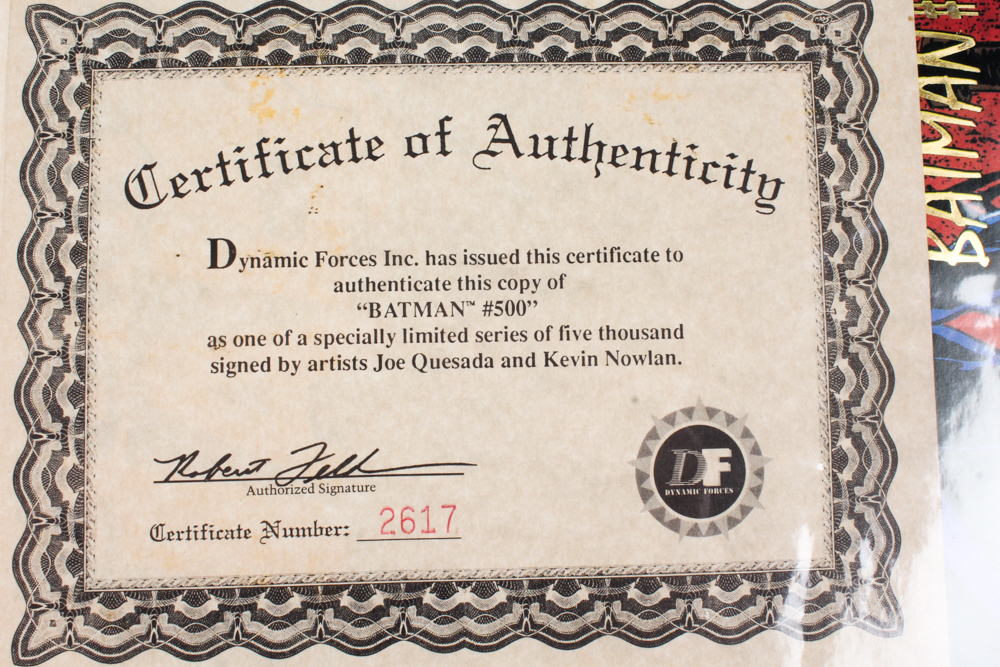 Certificate of Authenticity
Dynamic Forces Inc. has issued this certificate to
authenticate this copy of
“BATMAN™ #500”
as one of a specially limited series of five thousand
signed by artists Joe Quesada and Kevin Nowlan.
Robert Feld
Authorized Signature
Certificate Number: 2617
DF
DYNAMIC FORCES
BATMAN #